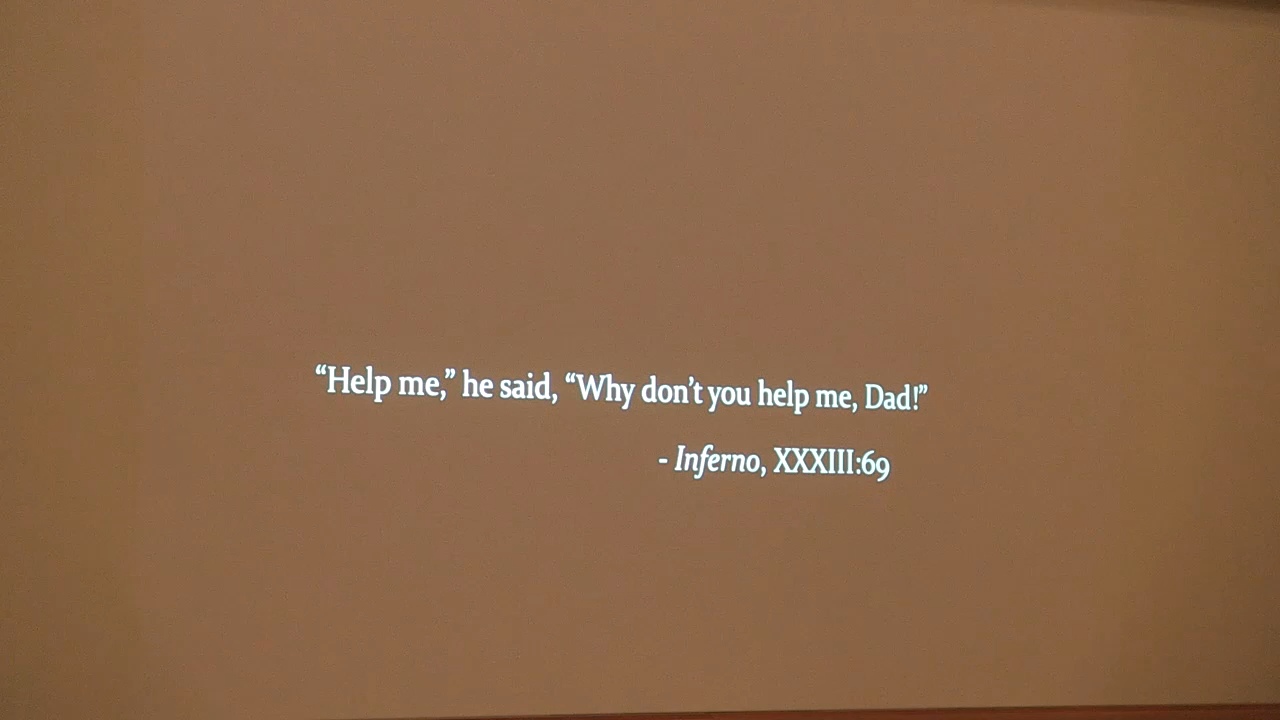 “Help me,” he said, “Why don’t you help me, Dad!”
- Inferno, XXXIII:69